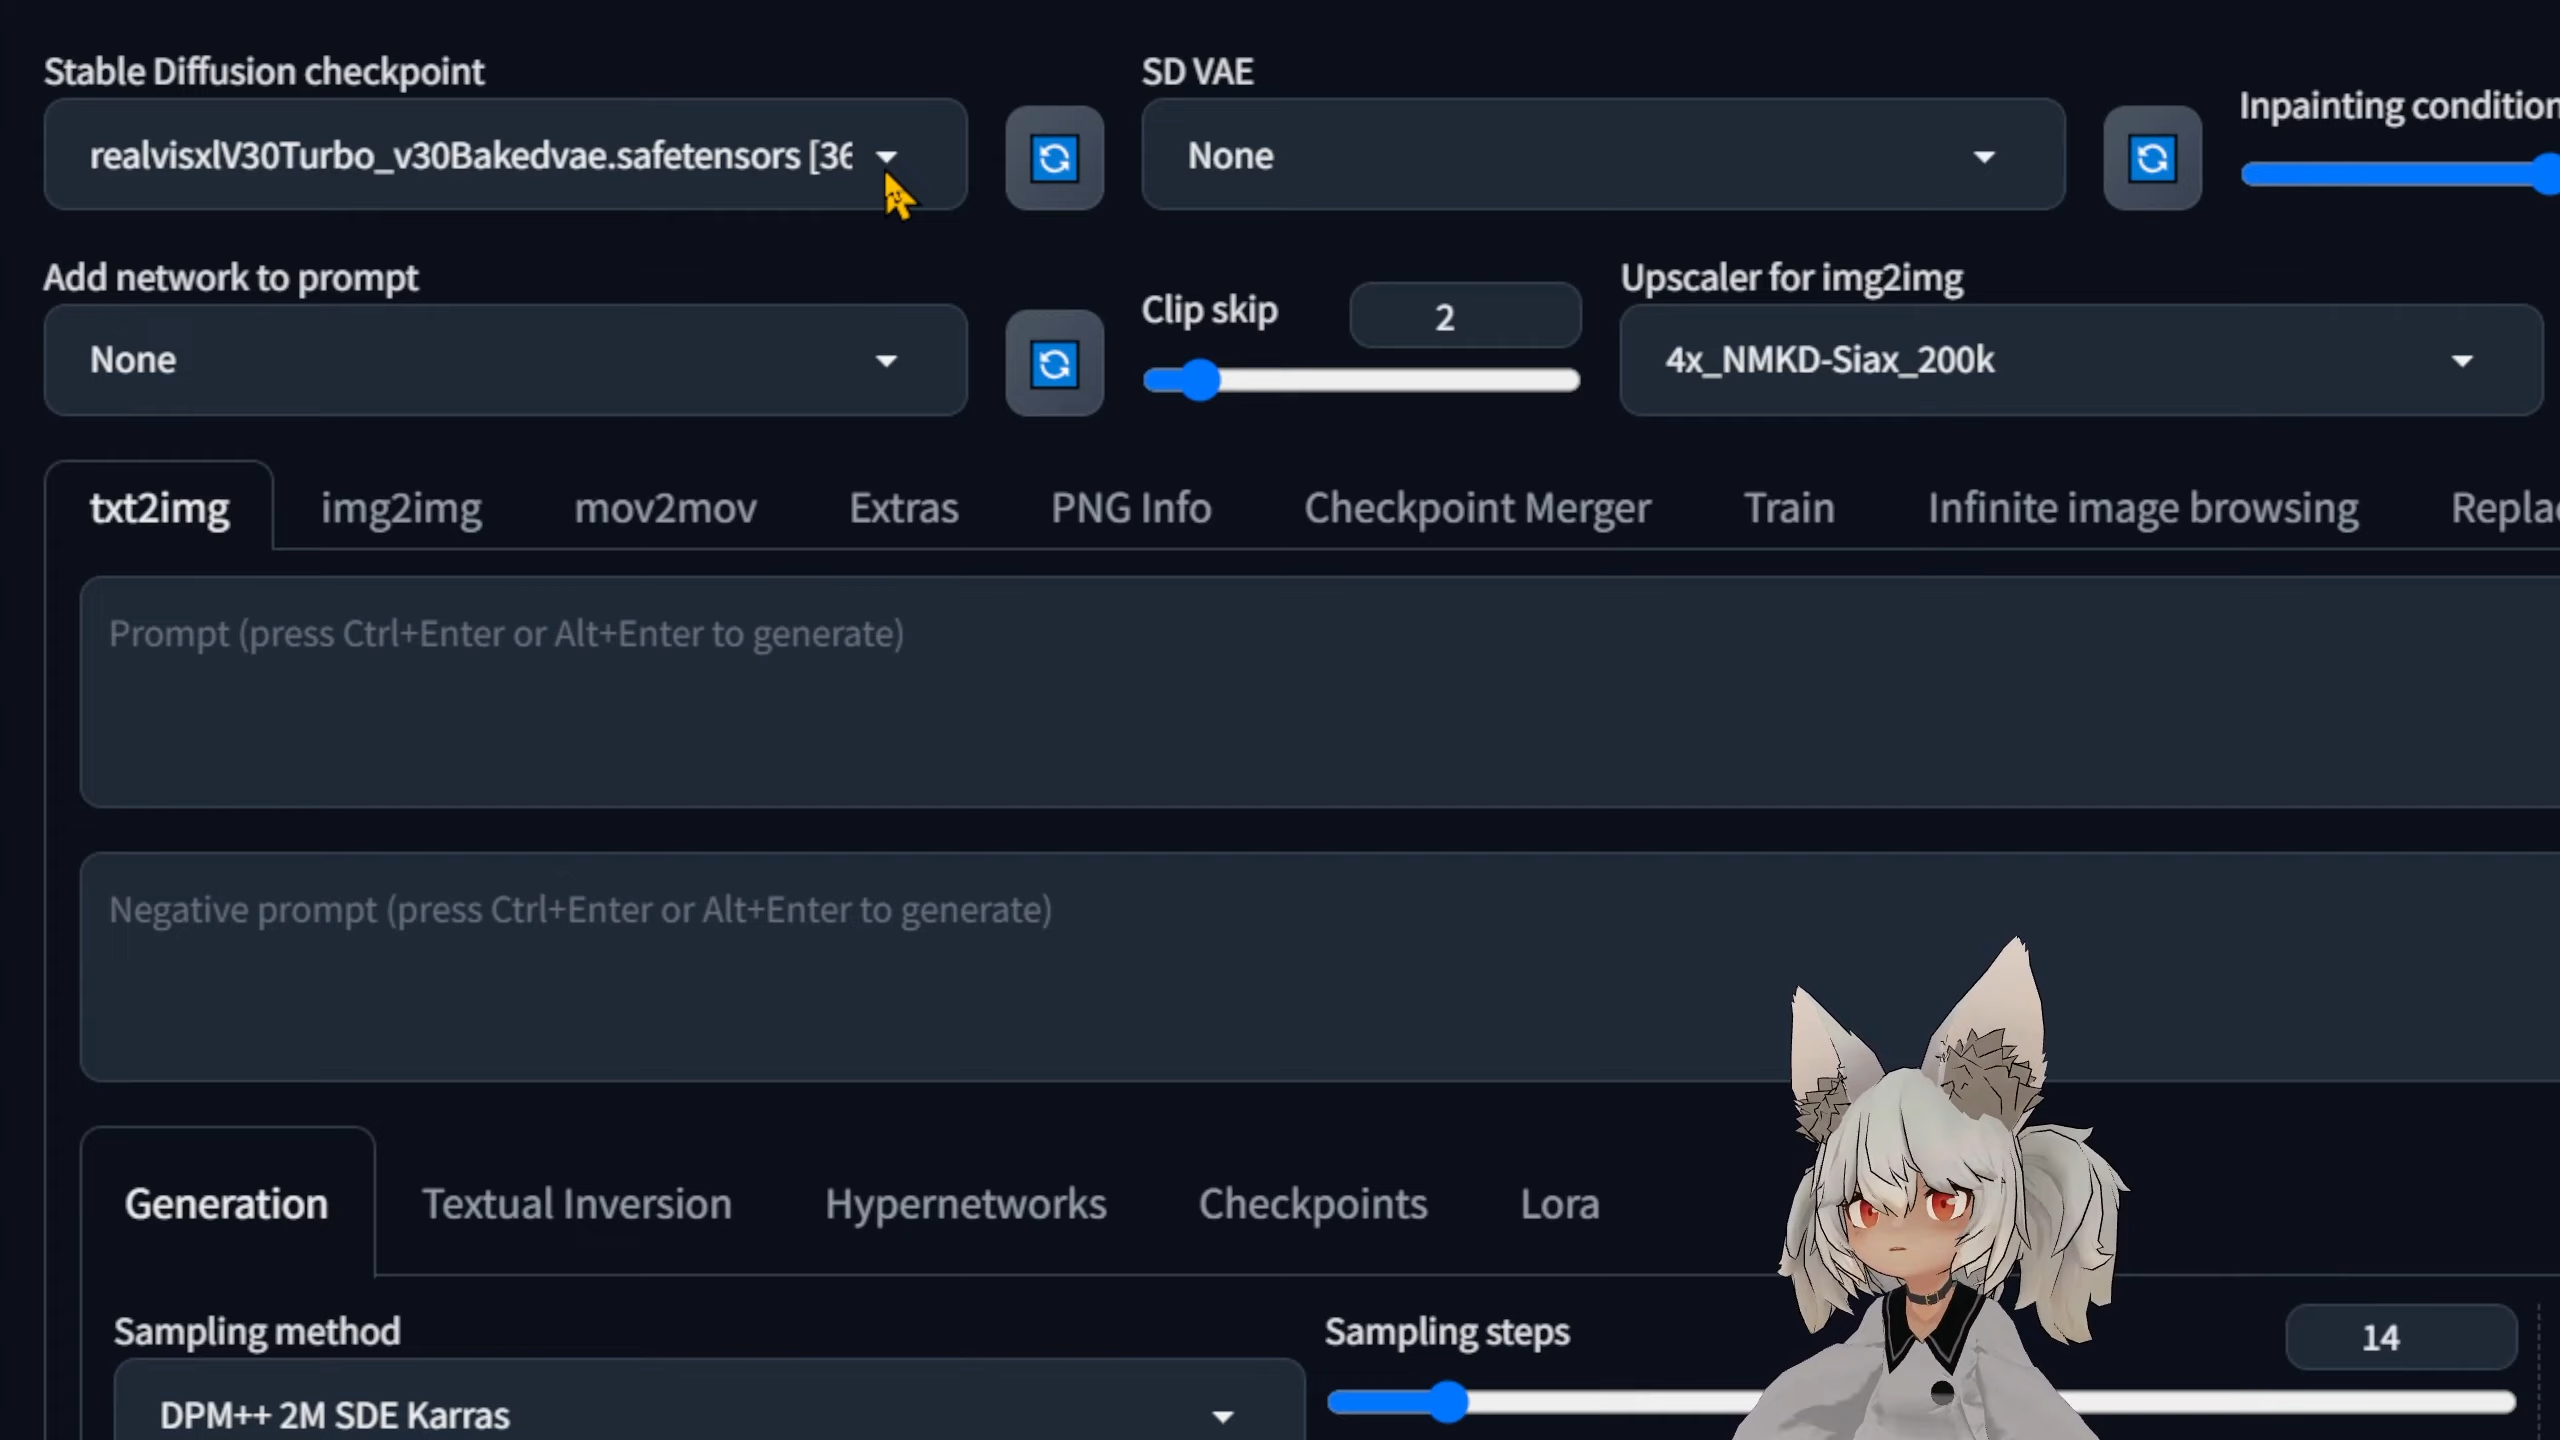 Stable Diffusion checkpoint
SD VAE
Inpainting condition
realvisxlV30Turbo_v30Bakedvae.safetensors [36
None
Add network to prompt
Clip skip
2
Upscaler for img2img
None
4x_NMKD-Siax_200k
txt2img
img2img
mov2mov
Extras
PNG Info
Checkpoint Merger
Train
Infinite image browsing
Replac
Prompt (press Ctrl+Enter or Alt+Enter to generate)
Negative prompt (press Ctrl+Enter or Alt+Enter to generate)
Generation
Textual Inversion
Hypernetworks
Checkpoints
Lora
Sampling method
Sampling steps
14
DPM++ 2M SDE Karras